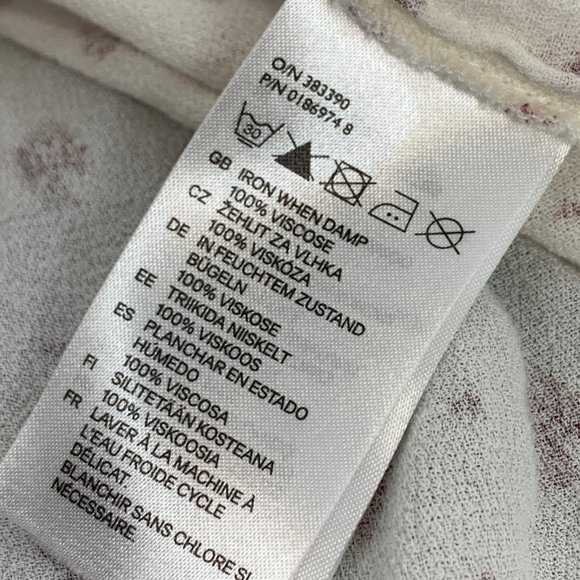 O/N 383390
P/N 0186974 8
30
GB IRON WHEN DAMP
100% VISCOSE
CZ ŽEHLIT ZA VLHKA
100% VISKÓZA
DE IN FEUCHTEM ZUSTAND
BÜGELN
100% VISKOSE
EE TRIIKIDA NIISKELT
100% VISKOOS
ES PLANCHAR EN ESTADO
HÚMEDO
100% VISCOSA
FI SILITETÄÄN KOSTEANA
100% VISKOOSIA
FR LAVER À LA MACHINE À
L'EAU FROIDE CYCLE
DÉLICAT.
BLANCHIR SANS CHLORE SI
NÉCESSAIRE.